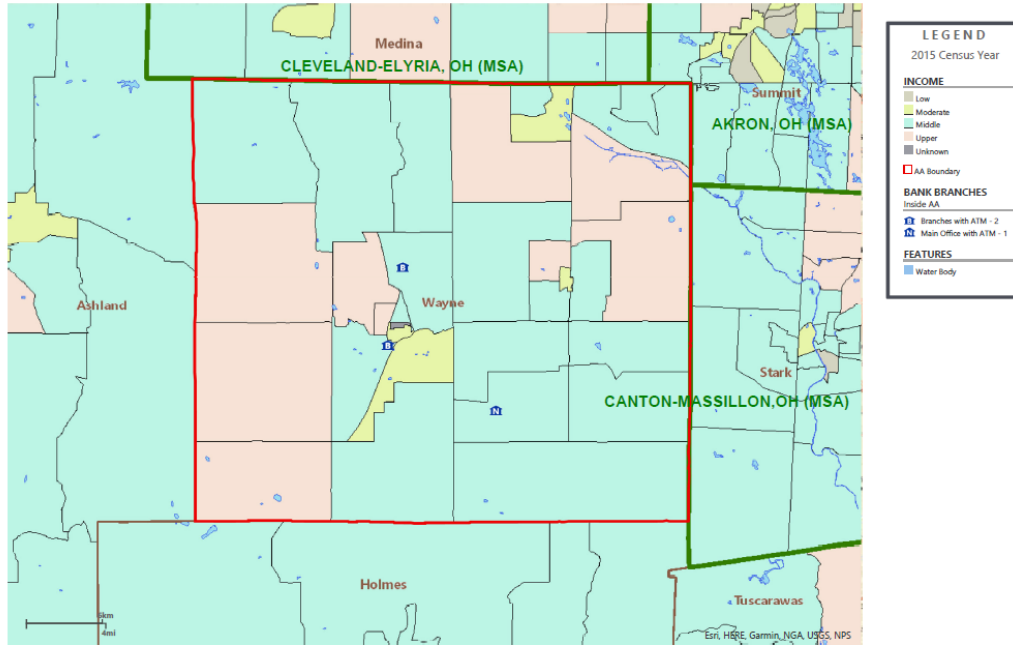 Medina
CLEVELAND-ELYRIA, OH (MSA)
Summit
AKRON, OH (MSA)
Ashland
Wayne
Stark
CANTON-MASSILLON,OH (MSA)
Holmes
Tuscarawas
4mi
Esri, HERE, Garmin, NGA, USGS, NPS
LEGEND
2015 Census Year
INCOME
Low
Moderate
Middle
Upper
Unknown
AA Boundary
BANK BRANCHES
Inside AA
B Branches with ATM - 2
N Main Office with ATM - 1
FEATURES
Water Body